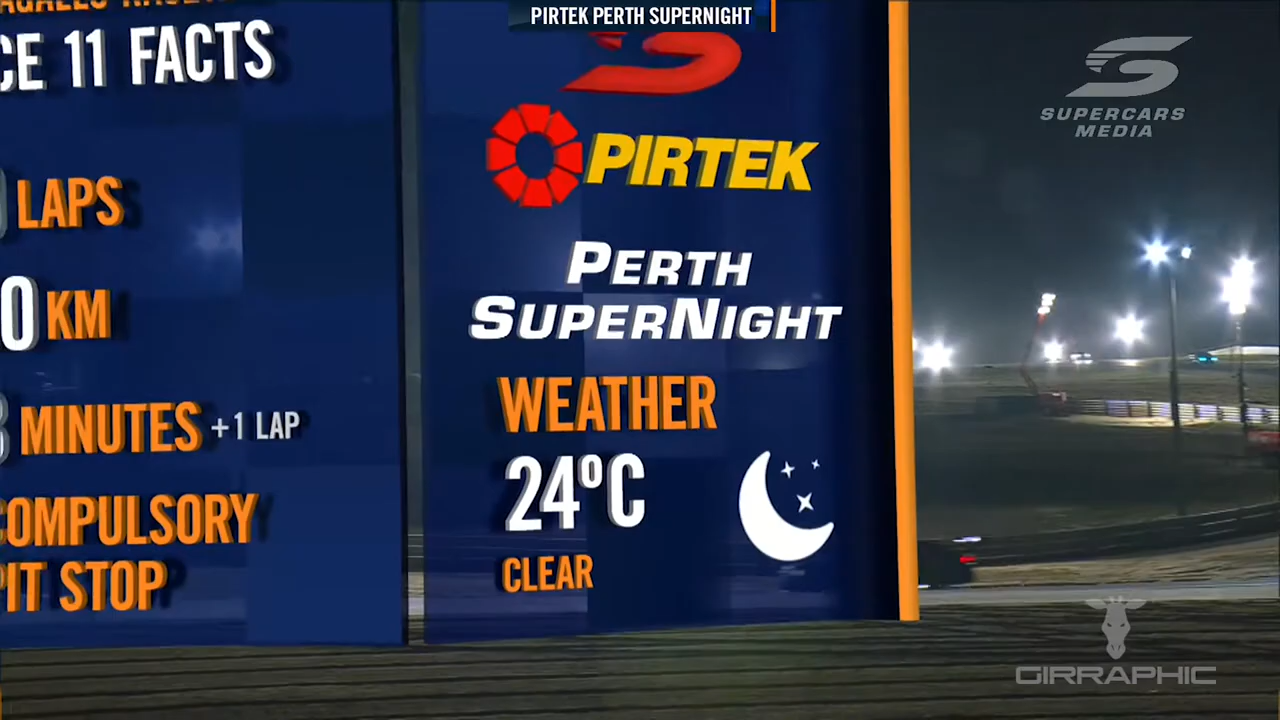 PIRTEK PERTH SUPERNIGHT
CE 11 FACTS
LAPS
0 KM
MINUTES +1 LAP
COMPULSORY
PIT STOP
PIRTEK
PERTH
SUPERNIGHT
WEATHER
24°C
CLEAR
SUPERCARS
MEDIA
GIRRAPHIC